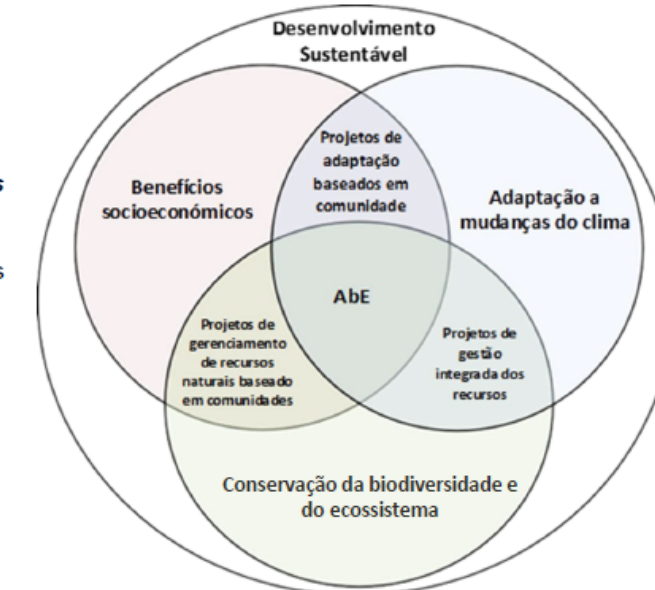 Desenvolvimento
Sustentável
Projetos de
adaptação
baseados em
comunidade
Benefícios
socioeconómicos
Adaptação a
mudanças do clima
s
s
AbE
Projetos de
gerenciamento
de recursos
naturais baseado
em comunidades
Projetos de
gestão
integrada dos
recursos
Conservação da biodiversidade e
do ecossistema